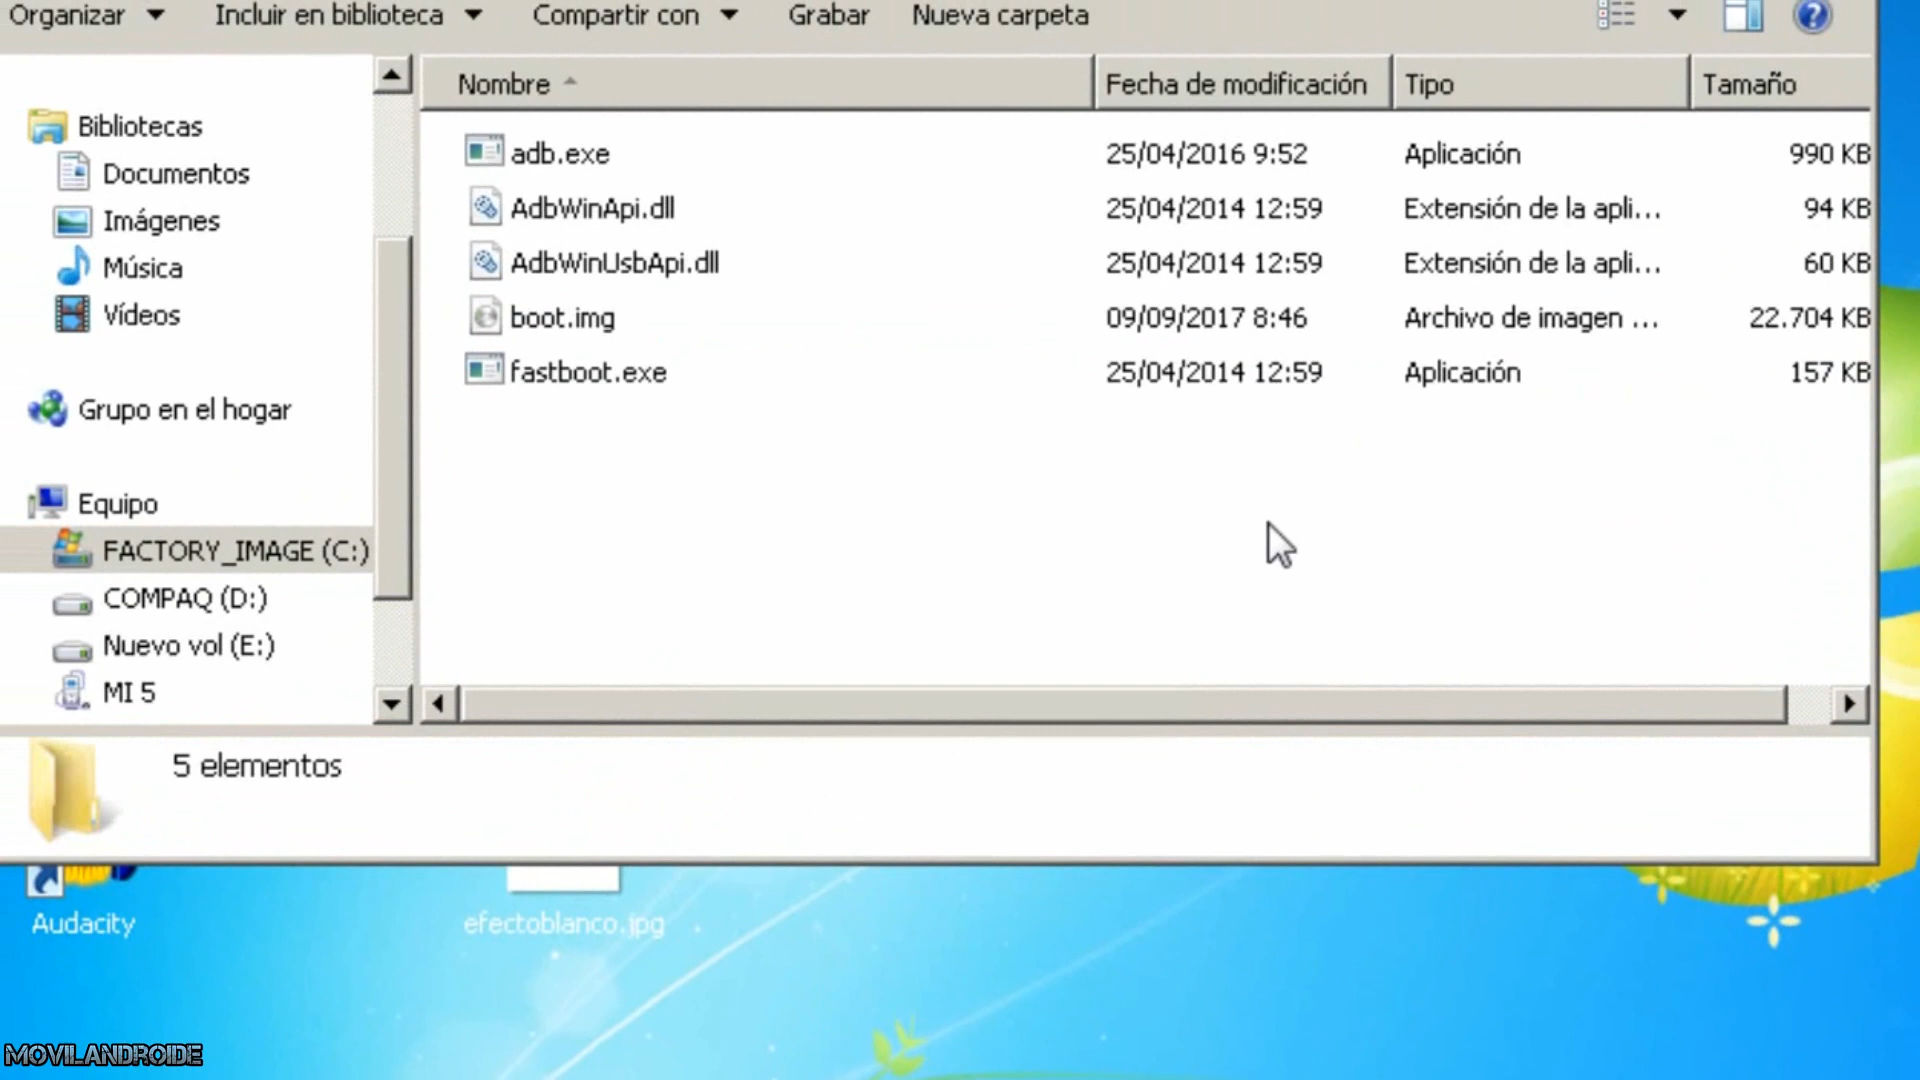 Organizar Incluir en biblioteca Compartir con Grabar Nueva carpeta
Nombre Fecha de modificación Tipo Tamaño
Bibliotecas
Documentos
Imágenes
Música
Vídeos
Grupo en el hogar
Equipo
FACTORY_IMAGE (C:)
COMPAQ (D:)
Nuevo vol (E:)
MI 5
adb.exe 25/04/2016 9:52 Aplicación 990 KB
AdbWinApi.dll 25/04/2014 12:59 Extensión de la apli... 94 KB
AdbWinUsbApi.dll 25/04/2014 12:59 Extensión de la apli... 60 KB
boot.img 09/09/2017 8:46 Archivo de imagen ... 22.704 KB
fastboot.exe 25/04/2014 12:59 Aplicación 157 KB
5 elementos
Audacity efectoblanco.jpg
MOVILANDROIDE